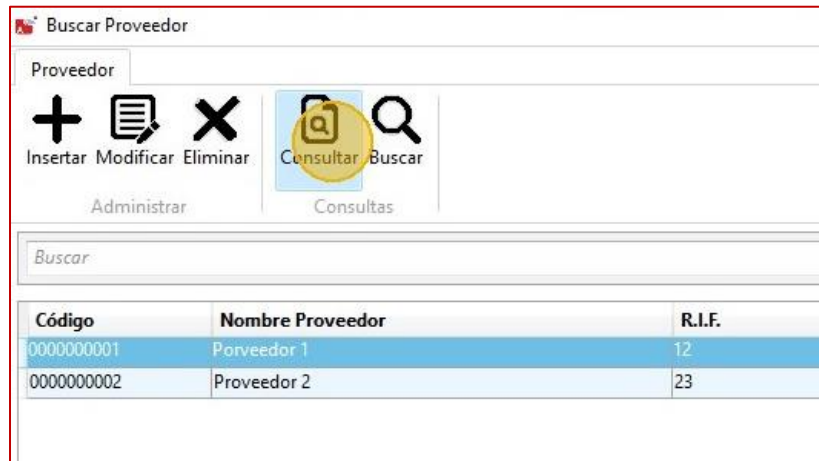 Buscar Proveedor
Proveedor
Insertar Modificar Eliminar Consultar Buscar
Administrar Consultas
Buscar
Código Nombre Proveedor R.I.F.
0000000001 Porveedor 1 12
0000000002 Proveedor 2 23